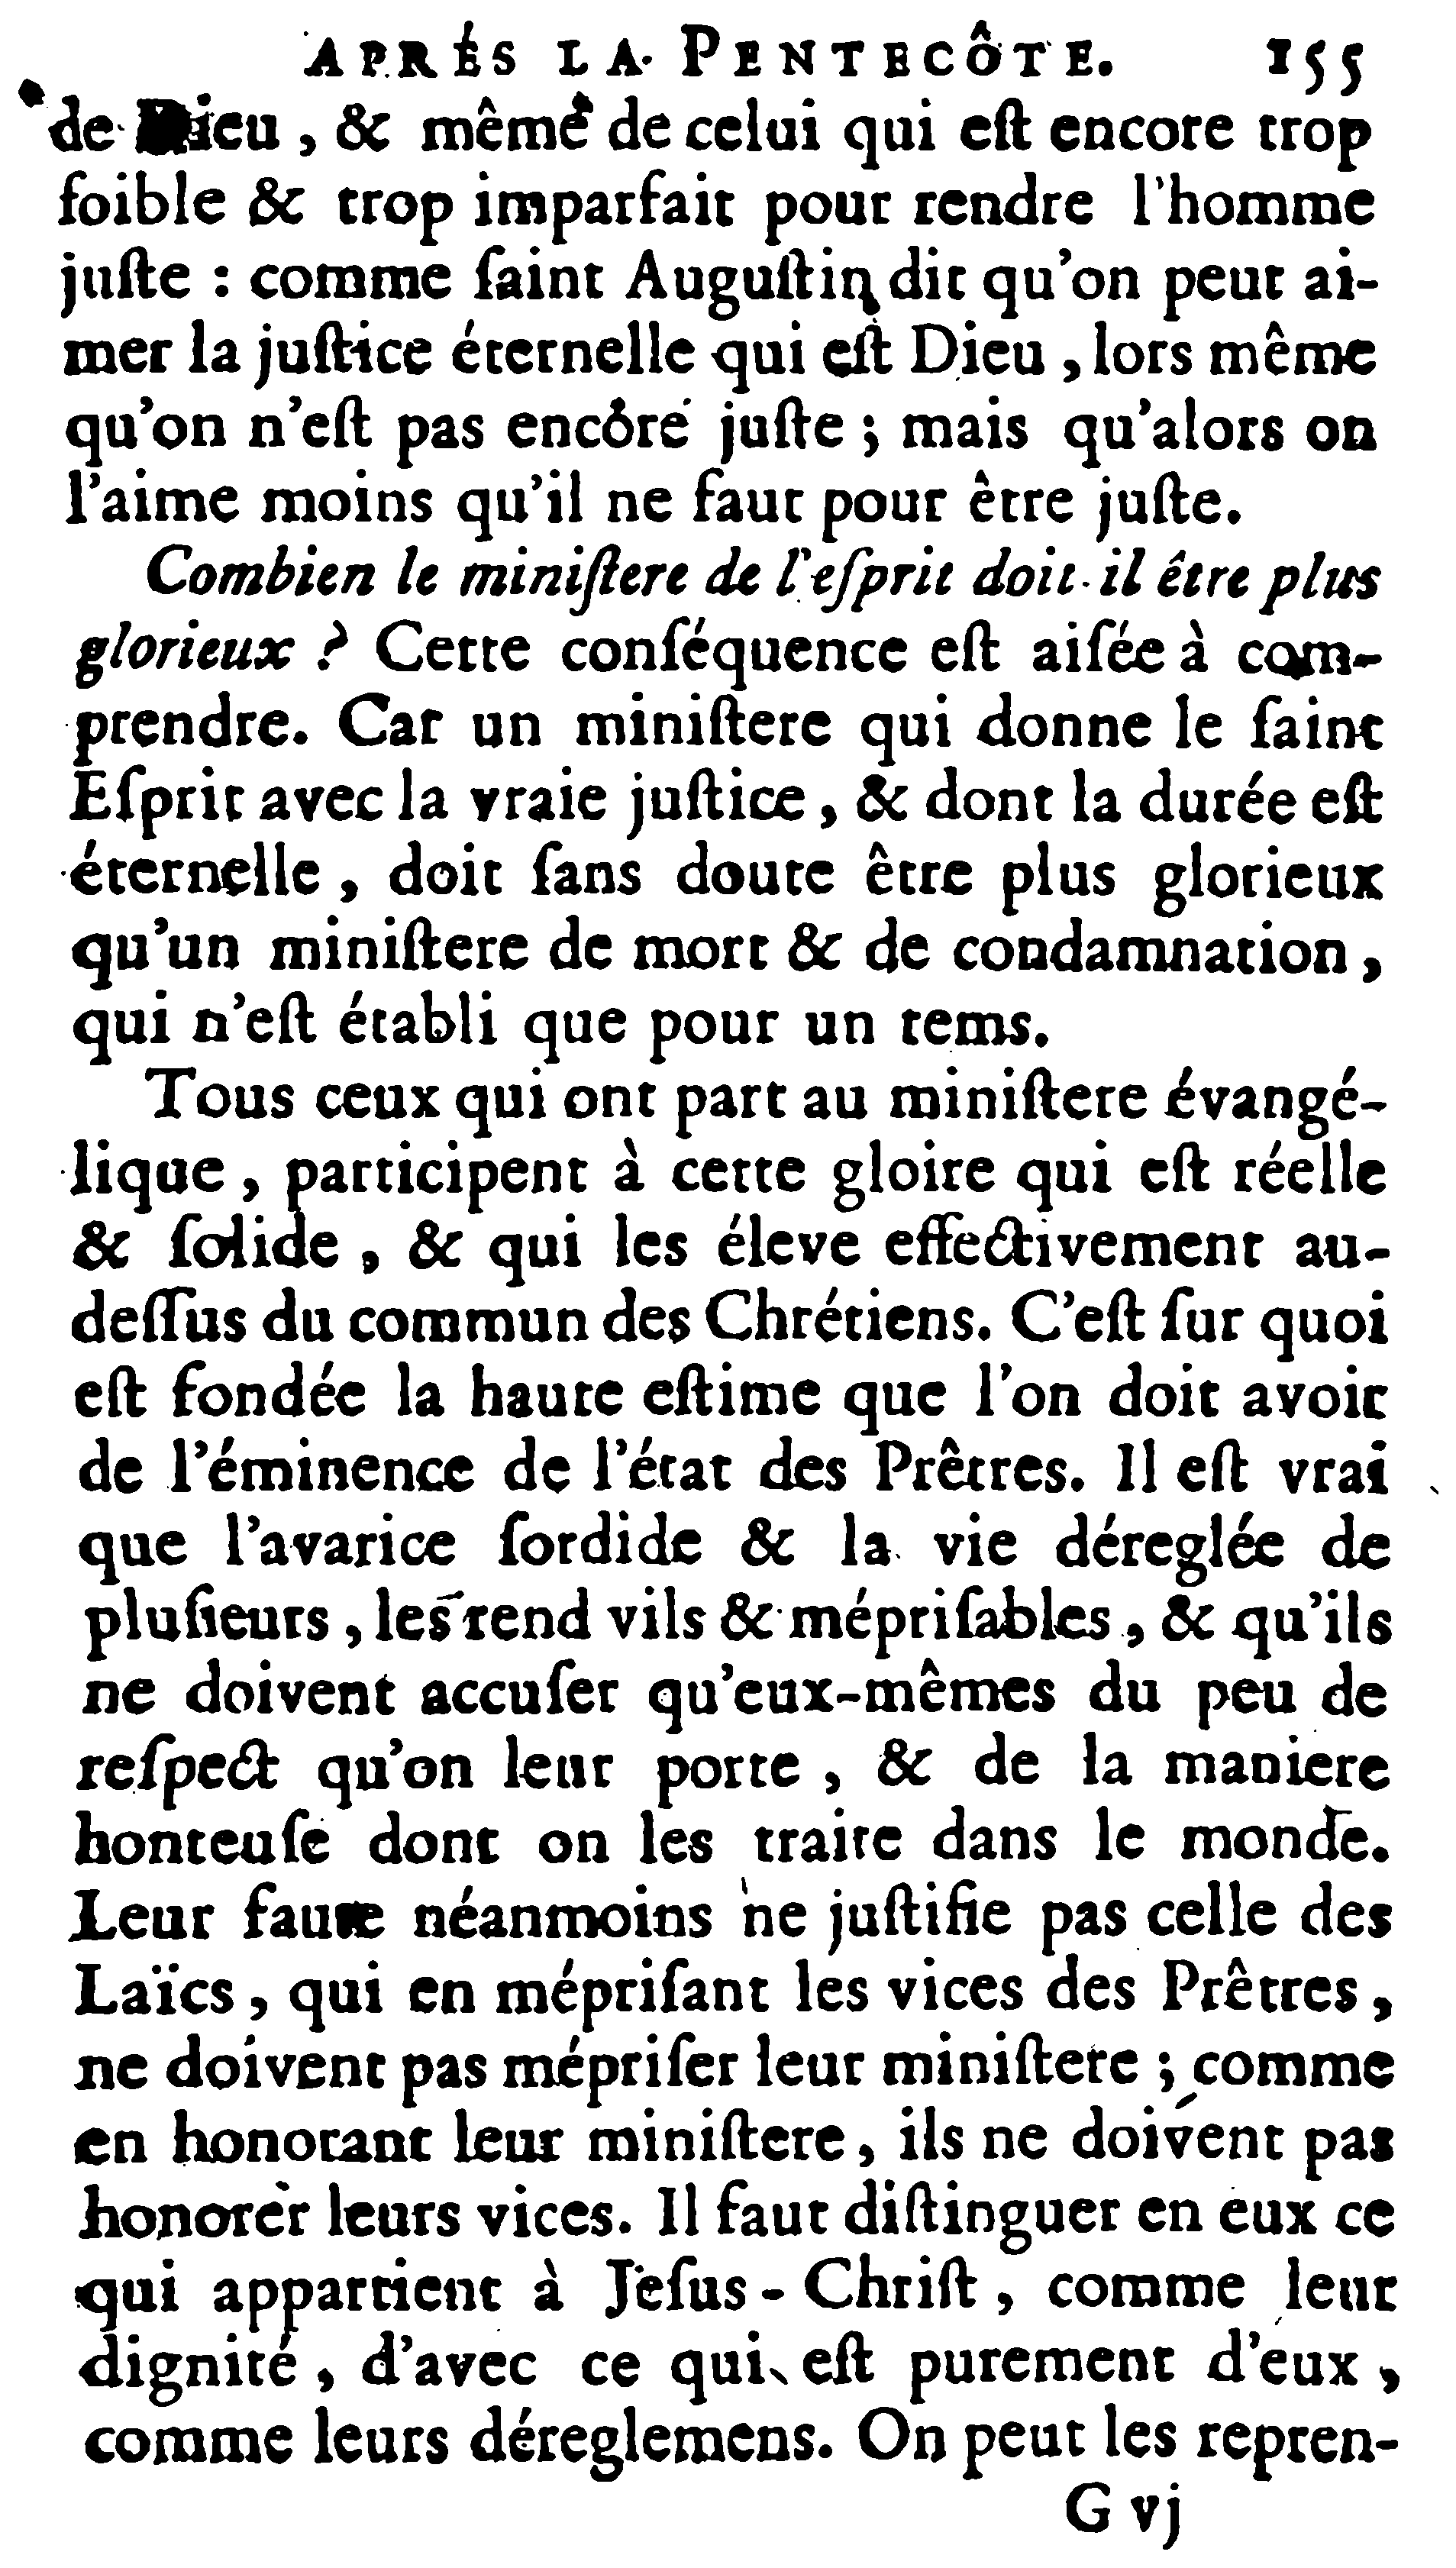 APRÉS LA PENTECÔTE. 155
de Dieu, & même de celui qui eſt encore trop
foible & trop imparfait pour rendre l'homme
juſte : comme ſaint Auguſtin dit qu'on peut ai-
mer la juſtice éternelle qui eſt Dieu, lors même
qu'on n'eſt pas encore juſte ; mais qu'alors on
l'aime moins qu'il ne faut pour être juſte.
Combien le miniſtere de l'eſprit doit-il être plus
glorieux ? Cette conſéquence eſt aiſée à com-
prendre. Car un miniſtere qui donne le ſaint
Eſprit avec la vraie juſtice, & dont la durée eſt
éternelle, doit ſans doute être plus glorieux
qu'un miniſtere de mort & de condamnation,
qui n'eſt établi que pour un tems.
Tous ceux qui ont part au miniſtere évangé-
lique, participent à cette gloire qui eſt réelle
& ſolide, & qui les éleve effectivement au-
deſſus du commun des Chrétiens. C'eſt ſur quoi
eſt fondée la haute eſtime que l'on doit avoir
de l'éminence de l'état des Prêtres. Il eſt vrai
que l'avarice ſordide & la vie déreglée de
pluſieurs, les rend vils & mépriſables, & qu'ils
ne doivent accuſer qu'eux-mêmes du peu de
reſpect qu'on leur porte, & de la maniere
honteuſe dont on les traite dans le monde.
Leur faute néanmoins ne juſtifie pas celle des
Laïcs, qui en mépriſant les vices des Prêtres,
ne doivent pas mépriſer leur miniſtere ; comme
en honorant leur miniſtere, ils ne doivent pas
honorer leurs vices. Il faut diſtinguer en eux ce
qui appartient à Jeſus-Chriſt, comme leur
dignité, d'avec ce qui eſt purement d'eux,
comme leurs déreglemens. On peut les repren-
G vj